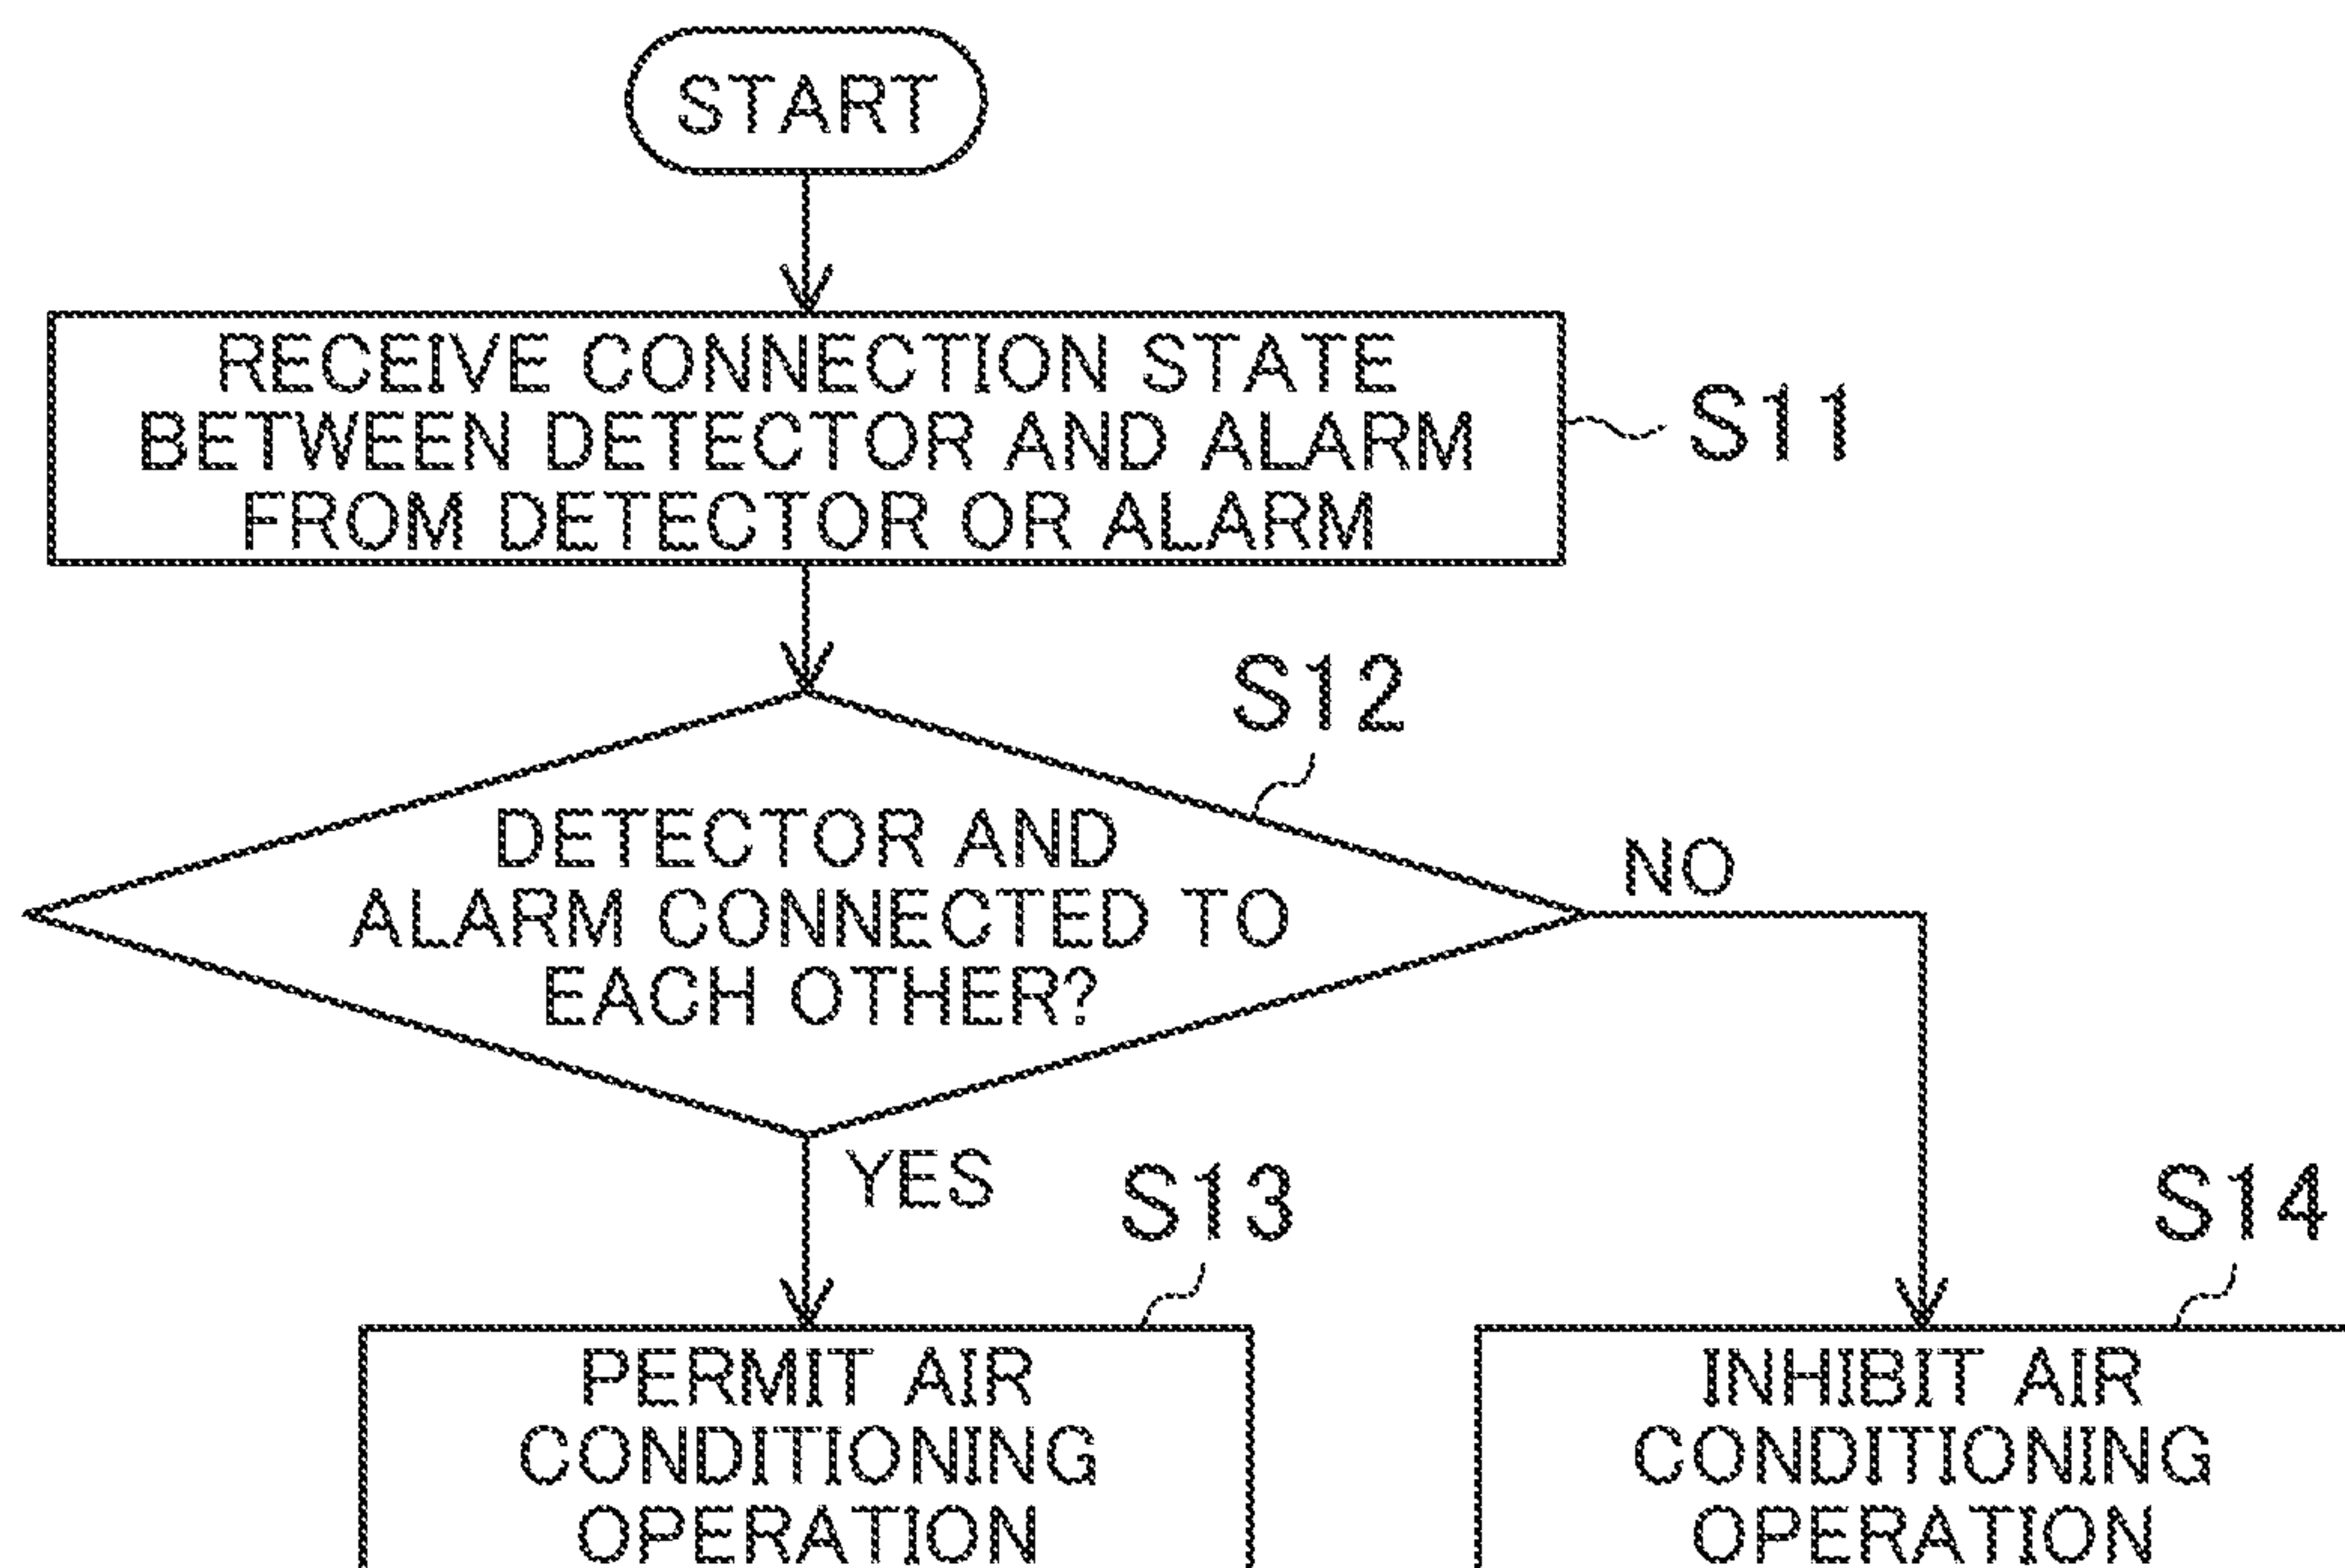 START
RECEIVE CONNECTION STATE
BETWEEN DETECTOR AND ALARM
FROM DETECTOR OR ALARM
S11
S12
DETECTOR AND
ALARM CONNECTED TO
EACH OTHER?
NO
YES
S13
S14
PERMIT AIR
CONDITIONING
OPERATION
INHIBIT AIR
CONDITIONING
OPERATION